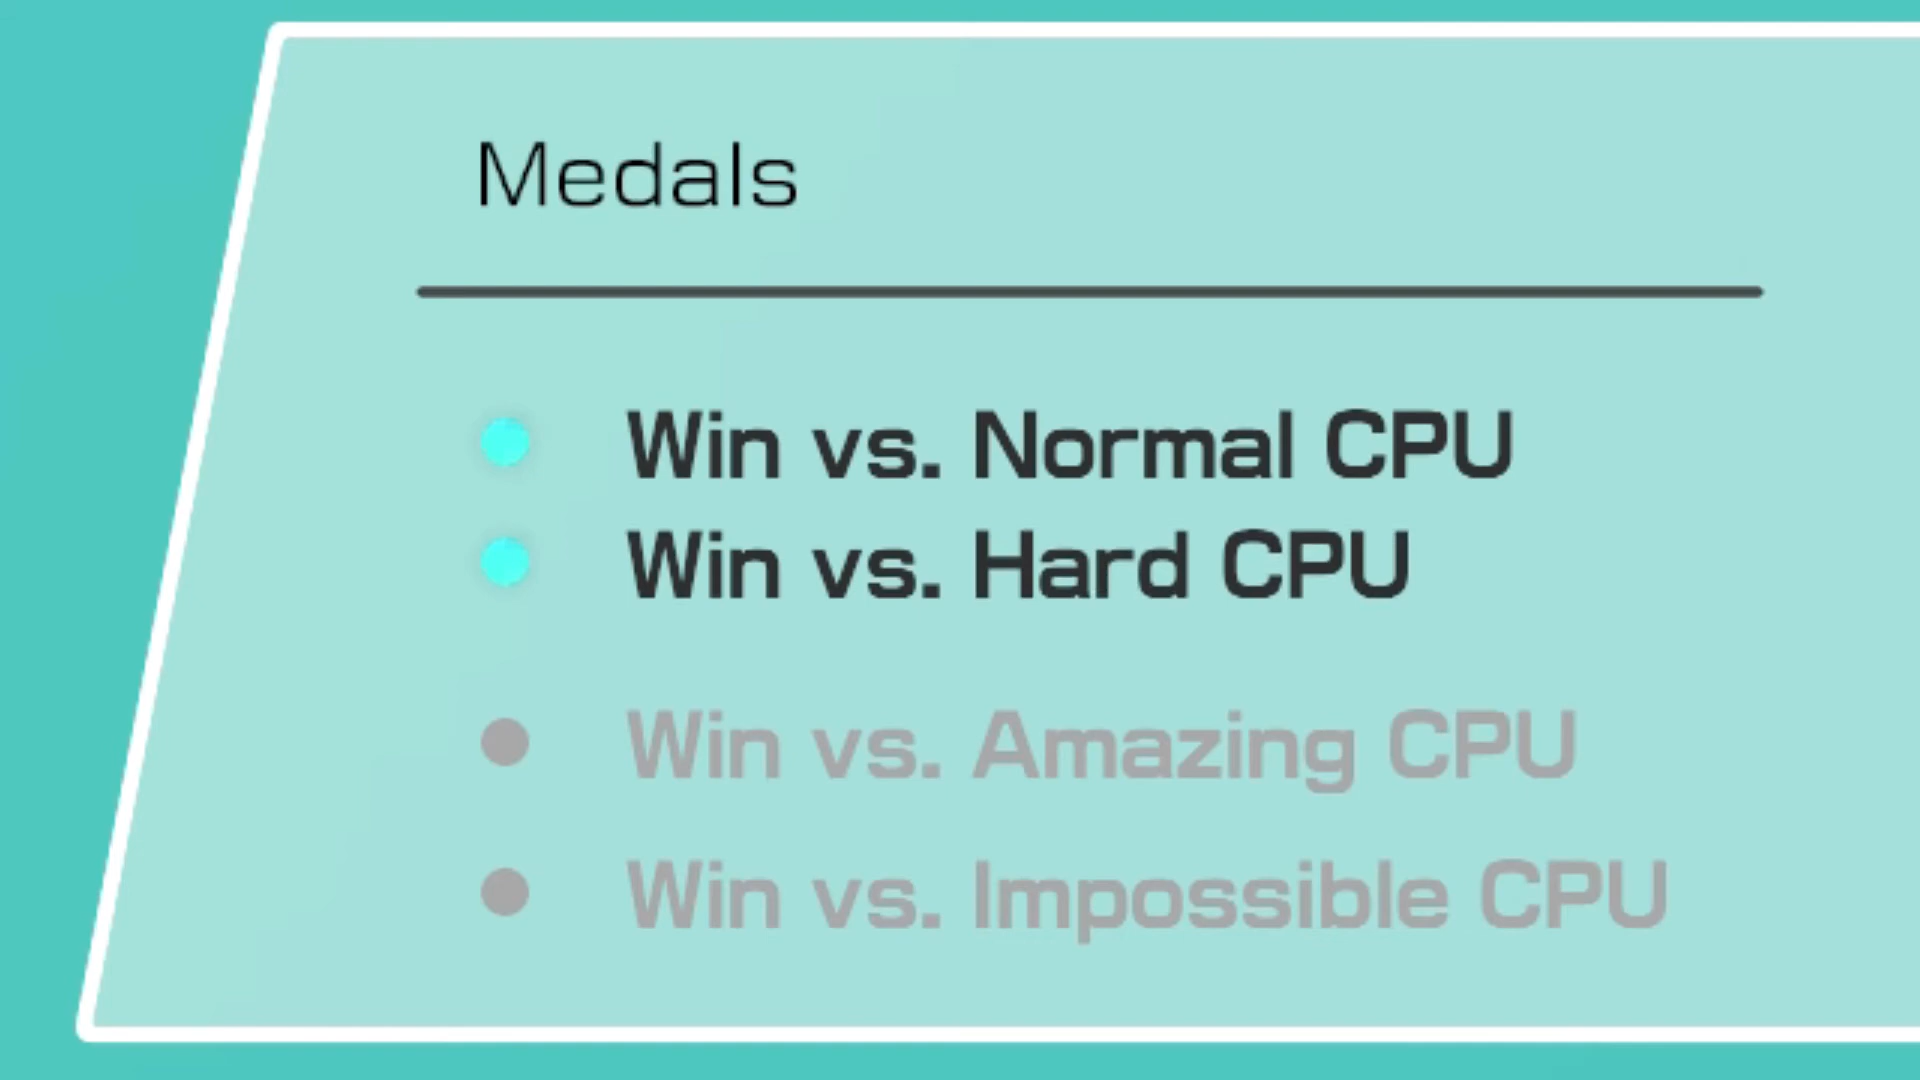 Medals
Win vs. Normal CPU
Win vs. Hard CPU
Win vs. Amazing CPU
Win vs. Impossible CPU